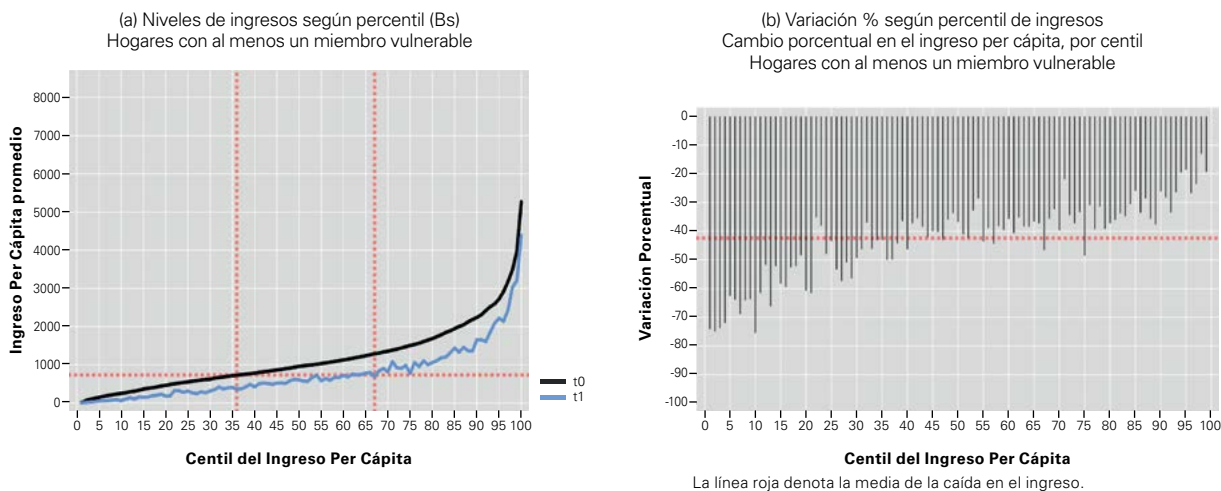 (a) Niveles de ingresos según percentil (Bs)
Hogares con al menos un miembro vulnerable
Ingreso Per Cápita promedio
8000
7000
6000
5000
4000
3000
2000
1000
0
0 5 10 15 20 25 30 35 40 45 50 55 60 65 70 75 80 85 90 95 100
Centil del Ingreso Per Cápita
t0
t1
(b) Variación % según percentil de ingresos
Cambio porcentual en el ingreso per cápita, por centil
Hogares con al menos un miembro vulnerable
Variación Porcentual
0
-10
-20
-30
-40
-50
-60
-70
-80
-90
-100
0 5 10 15 20 25 30 35 40 45 50 55 60 65 70 75 80 85 90 95 100
Centil del Ingreso Per Cápita
La línea roja denota la media de la caída en el ingreso.